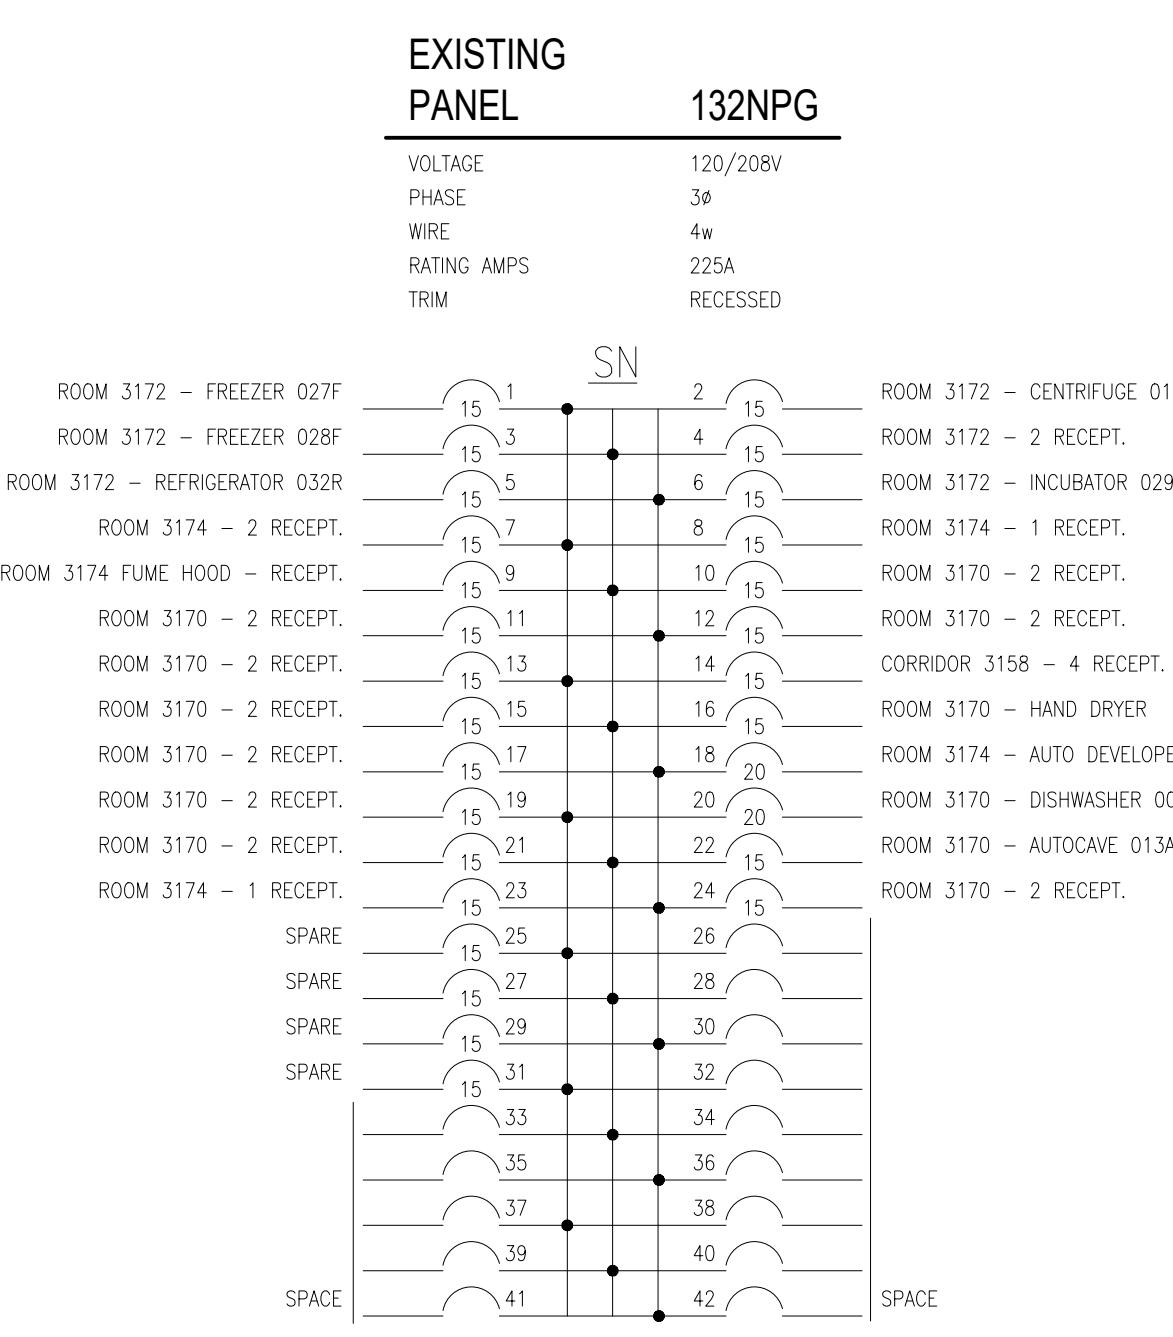 EXISTING
PANEL 132NPG
VOLTAGE 120/208V
PHASE 3ø
WIRE 4w
RATING AMPS 225A
TRIM RECESSED
SN
ROOM 3172 – FREEZER 027F 15 1 2 15 ROOM 3172 – CENTRIFUGE 01
ROOM 3172 – FREEZER 028F 15 3 4 15 ROOM 3172 – 2 RECEPT.
ROOM 3172 – REFRIGERATOR 032R 15 5 6 15 ROOM 3172 – INCUBATOR 029
ROOM 3174 – 2 RECEPT. 15 7 8 15 ROOM 3174 – 1 RECEPT.
ROOM 3174 FUME HOOD – RECEPT. 15 9 10 15 ROOM 3170 – 2 RECEPT.
ROOM 3170 – 2 RECEPT. 15 11 12 15 ROOM 3170 – 2 RECEPT.
ROOM 3170 – 2 RECEPT. 15 13 14 15 CORRIDOR 3158 – 4 RECEPT.
ROOM 3170 – 2 RECEPT. 15 15 16 15 ROOM 3170 – HAND DRYER
ROOM 3170 – 2 RECEPT. 15 17 18 20 ROOM 3174 – AUTO DEVELOPE
ROOM 3170 – 2 RECEPT. 15 19 20 20 ROOM 3170 – DISHWASHER 00
ROOM 3170 – 2 RECEPT. 15 21 22 15 ROOM 3170 – AUTOCAVE 013A
ROOM 3174 – 1 RECEPT. 15 23 24 15 ROOM 3170 – 2 RECEPT.
SPARE 15 25 26
SPARE 15 27 28
SPARE 15 29 30
SPARE 15 31 32
33 34
35 36
37 38
39 40
SPACE 41 42 SPACE